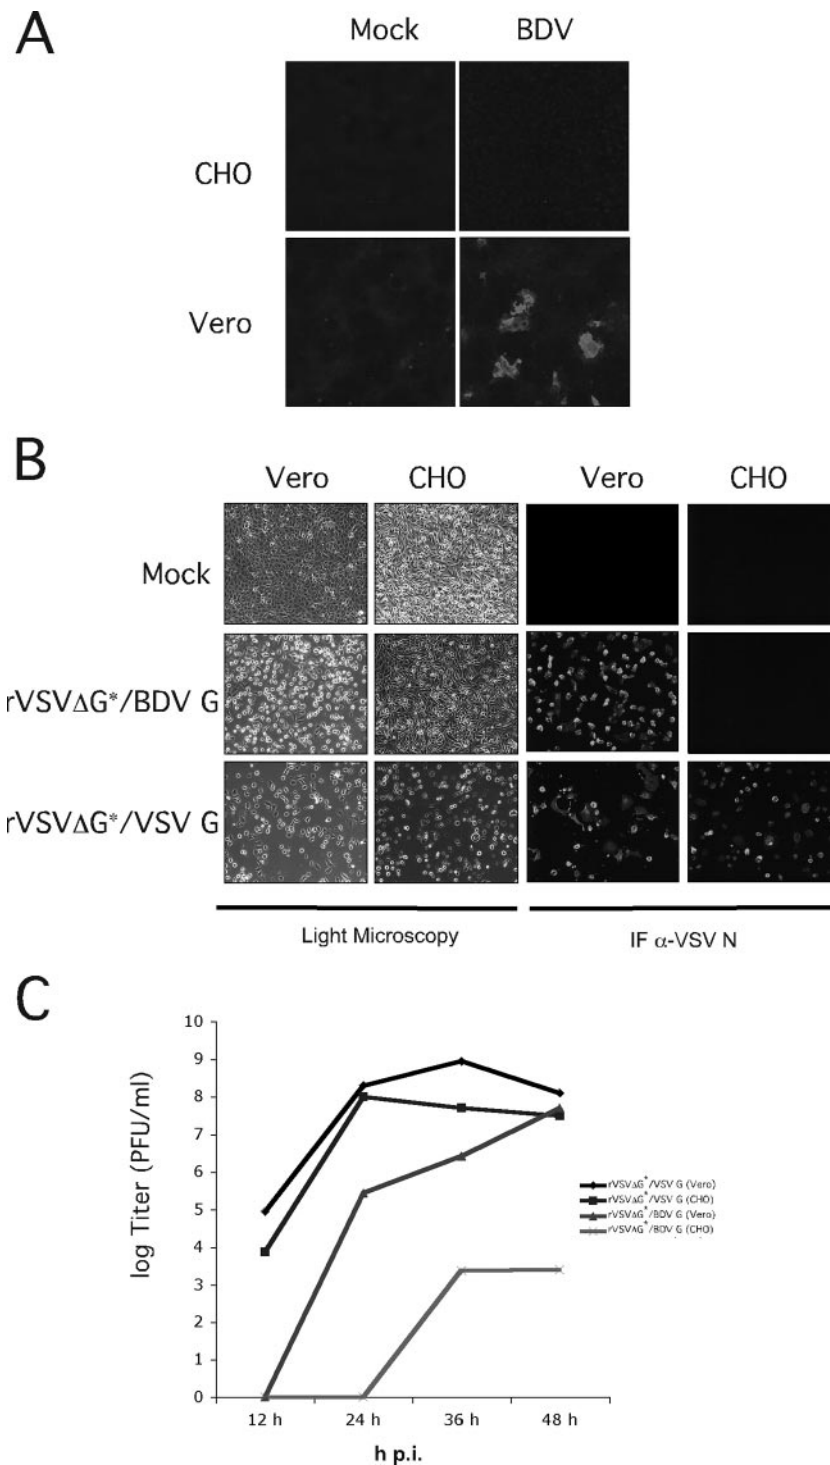 A
Mock BDV
CHO
Vero
B
Vero CHO Vero CHO
Mock
rVSVΔG*/BDV G
rVSVΔG*/VSV G
Light Microscopy IF α-VSV N
C
log Titer (PFU/ml)
10
9
8
7
6
5
4
3
2
1
0
12 h 24 h 36 h 48 h
h p.i.
rVSVΔG*/VSV G (Vero)
rVSVΔG*/VSV G (CHO)
rVSVΔG*/BDV G (Vero)
rVSVΔG*/BDV G (CHO)